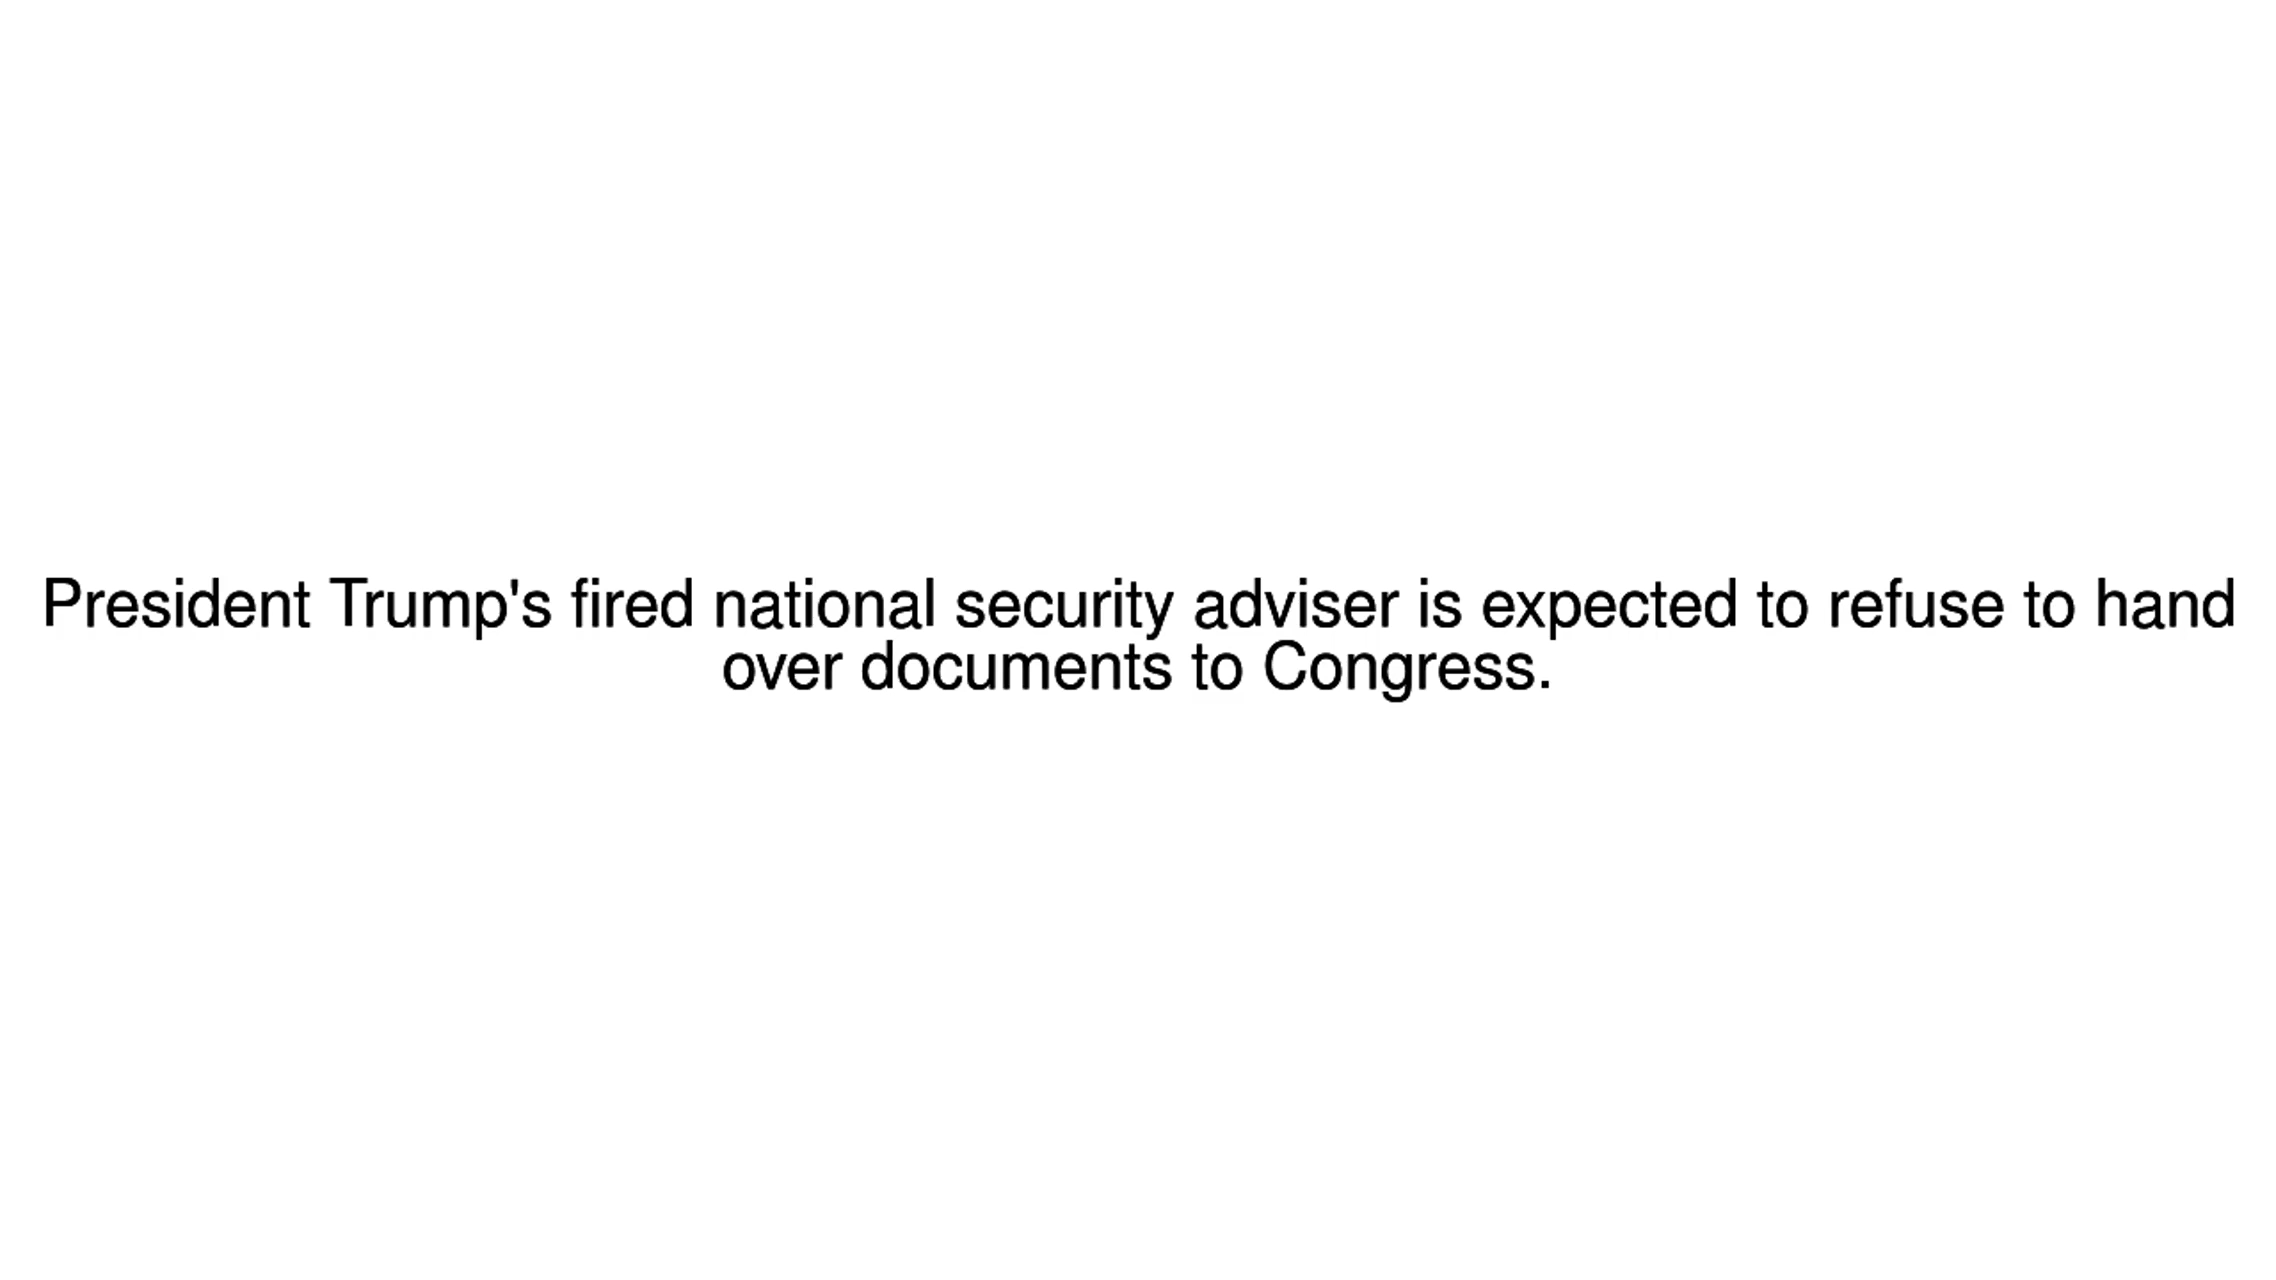 President Trump's fired national security adviser is expected to refuse to hand
over documents to Congress.